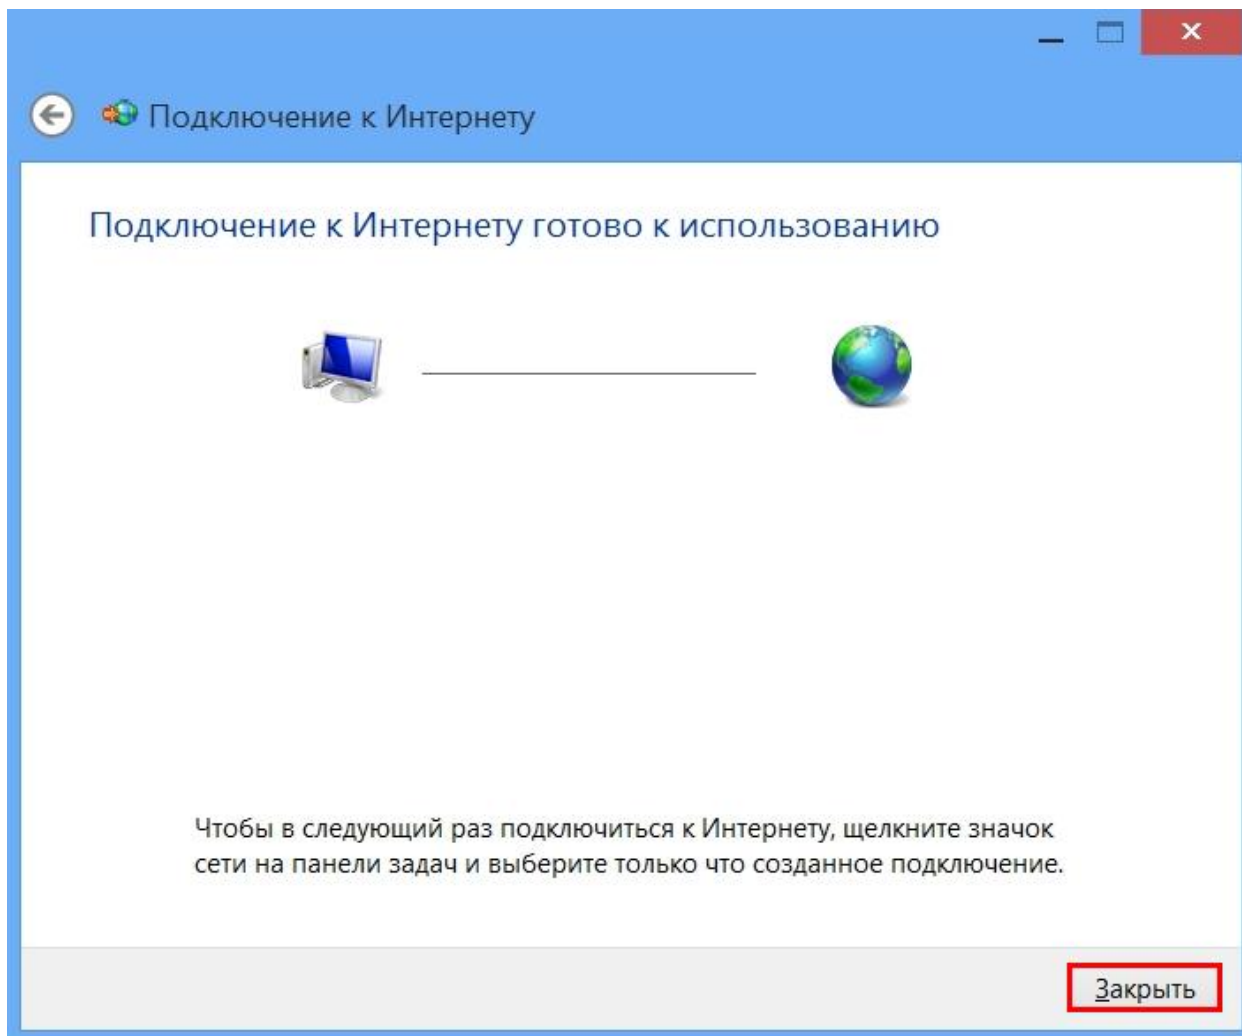 Подключение к Интернету
Подключение к Интернету готово к использованию
Чтобы в следующий раз подключиться к Интернету, щелкните значок
сети на панели задач и выберите только что созданное подключение.
Закрыть